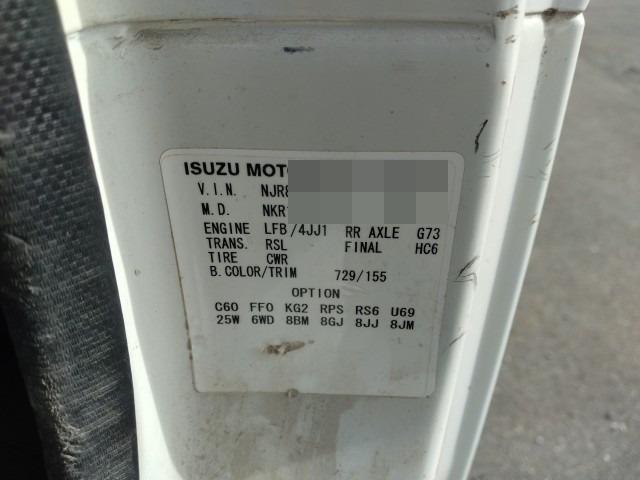 ISUZU MOT
V.I.N. NJR8
M.D. NKR
ENGINE LFB/4JJ1 RR AXLE G73
TRANS. RSL FINAL HC6
TIRE CWR
B.COLOR/TRIM 729/155
OPTION
C60 FF0 KG2 RPS RS6 U69
25W 6WD 8BM 8GJ 8JJ 8JM